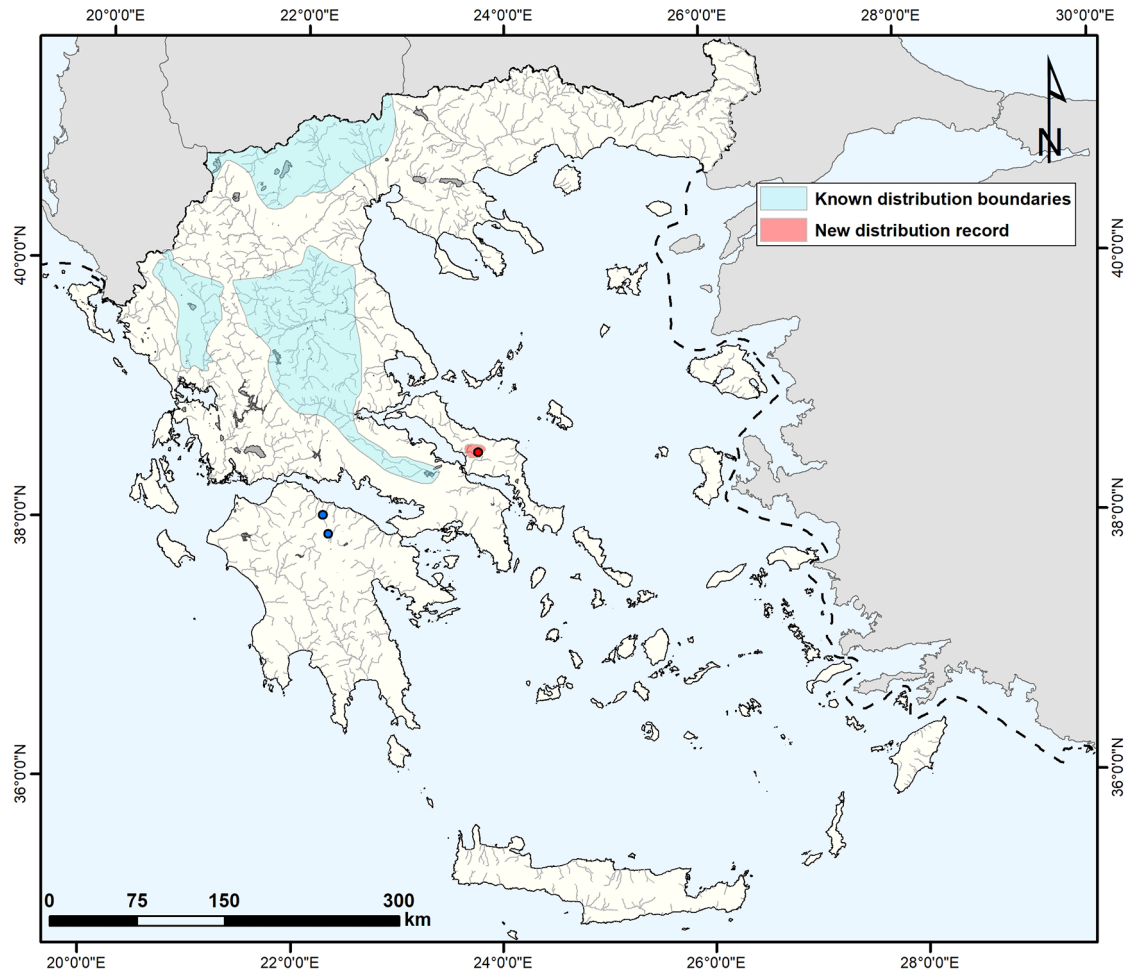 20°0'0"E 22°0'0"E 24°0'0"E 26°0'0"E 28°0'0"E 30°0'0"E
N
Known distribution boundaries
New distribution record
40°0'0"N 40°0'0"N
38°0'0"N 38°0'0"N
36°0'0"N 36°0'0"N
0 75 150 300
km
20°0'0"E 22°0'0"E 24°0'0"E 26°0'0"E 28°0'0"E